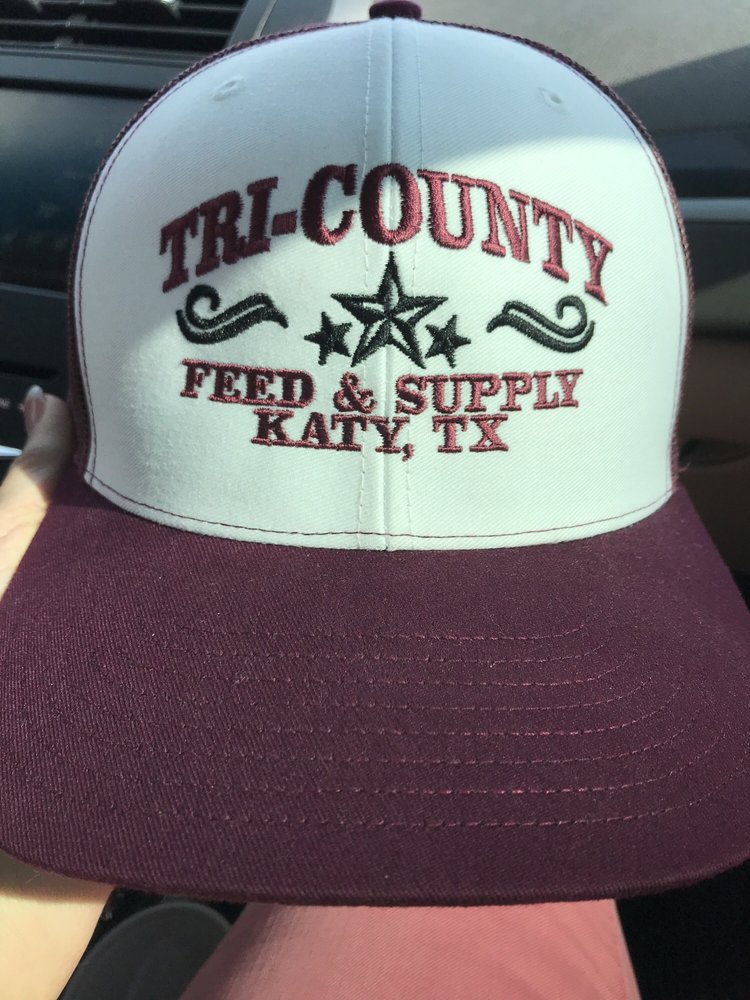 TRI-COUNTY
FEED & SUPPLY
KATY, TX